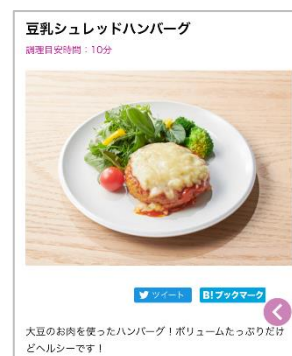 豆乳シュレッドハンバーグ
調理目安時間：10分
ツイート B!ブックマーク
大豆のお肉を使ったハンバーグ！ボリュームたっぷりだけ
どヘルシーです！